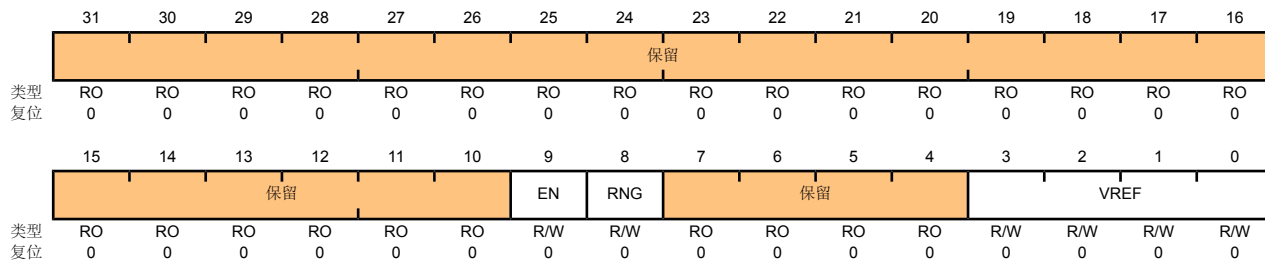 31 30 29 28 27 26 25 24 23 22 21 20 19 18 17 16
保留
类型 RO RO RO RO RO RO RO RO RO RO RO RO RO RO RO RO
复位 0 0 0 0 0 0 0 0 0 0 0 0 0 0 0 0
15 14 13 12 11 10 9 8 7 6 5 4 3 2 1 0
保留 EN RNG 保留 VREF
类型 RO RO RO RO RO RO R/W R/W RO RO RO RO R/W R/W R/W R/W
复位 0 0 0 0 0 0 0 0 0 0 0 0 0 0 0 0